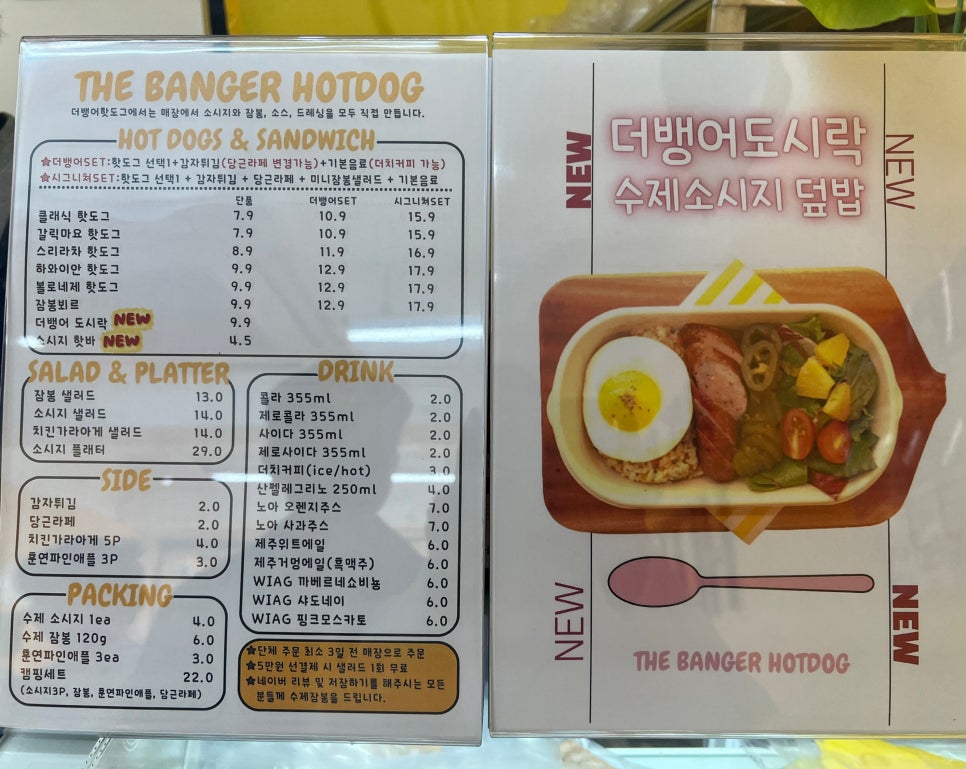 THE BANGER HOTDOG
더뱅어핫도그에서는 매장에서 소시지와 잠봉, 소스, 드레싱을 모두 직접 만듭니다.
HOT DOGS & SANDWICH
★더뱅어SET:핫도그 선택1+감자튀김(당근라페 변경가능)+기본음료(더치커피 가능)
★시그니쳐SET:핫도그 선택1 + 감자튀김 + 당근라페 + 미니잠봉샐러드 + 기본음료
단품 더뱅어SET 시그니쳐SET
클래식 핫도그 7.9 10.9 15.9
갈릭마요 핫도그 7.9 10.9 15.9
스리라차 핫도그 8.9 11.9 16.9
하와이안 핫도그 9.9 12.9 17.9
볼로네제 핫도그 9.9 12.9 17.9
잠봉뵈르 9.9 12.9 17.9
더뱅어 도시락 NEW 9.9
소시지 핫바 NEW 4.5
SALAD & PLATTER
잠봉 샐러드 13.0
소시지 샐러드 14.0
치킨가라아게 샐러드 14.0
소시지 플래터 29.0
SIDE
감자튀김 2.0
당근라페 2.0
치킨가라아게 5P 4.0
훈연파인애플 3P 3.0
PACKING
수제 소시지 1ea 4.0
수제 잠봉 120g 6.0
훈연파인애플 3ea 3.0
캠핑세트 22.0
(소시지3P, 잠봉, 훈연파인애플, 당근라페)
DRINK
콜라 355ml 2.0
제로콜라 355ml 2.0
사이다 355ml 2.0
제로사이다 355ml 2.0
더치커피(ice/hot) 3.0
산펠레그리노 250ml 4.0
노아 오렌지주스 7.0
노아 사과주스 7.0
제주위트에일 6.0
제주거멍에일(흑맥주) 6.0
WIAG 까베르네쇼비뇽 6.0
WIAG 샤도네이 6.0
WIAG 핑크모스카토 6.0
★단체 주문 최소 3일 전 매장으로 주문
★5만원 선결제 시 샐러드 1회 무료
★네이버 리뷰 및 저장하기를 해주시는 모든
분들께 수제잠봉을 드립니다.
NEW
더뱅어도시락
수제소시지 덮밥
NEW
NEW
NEW
THE BANGER HOTDOG